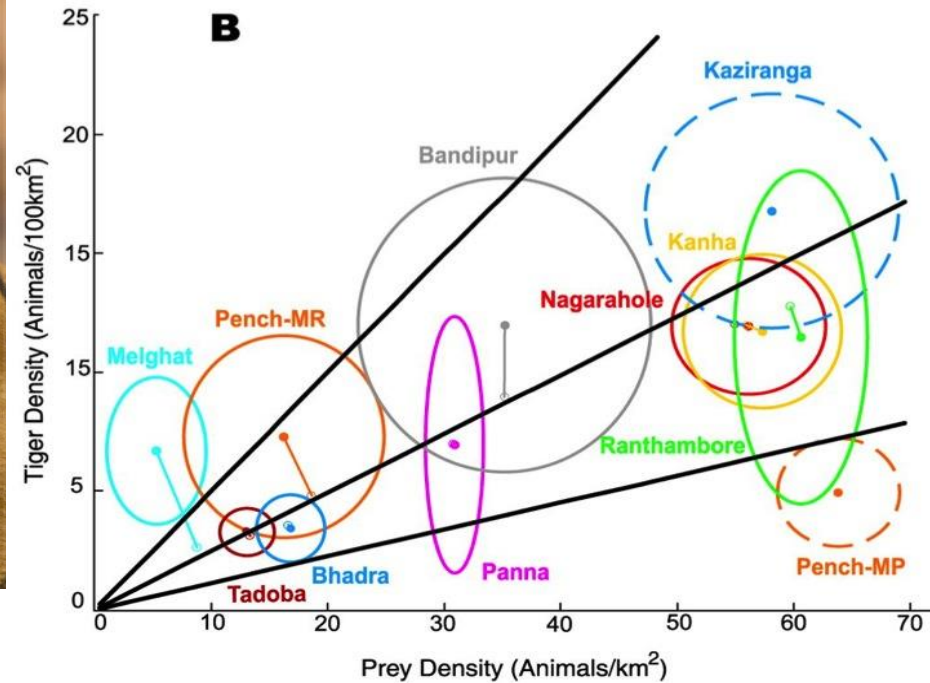 B
25
20
15
15
5
0
Tiger Density (Animals/100km²)
Kaziranga
Bandipur
Kanha
Nagarahole
Pench-MR
Melghat
Ranthambore
Pench-MP
Panna
Bhadra
Tadoba
0 10 20 30 40 50 60 70
Prey Density (Animals/km²)